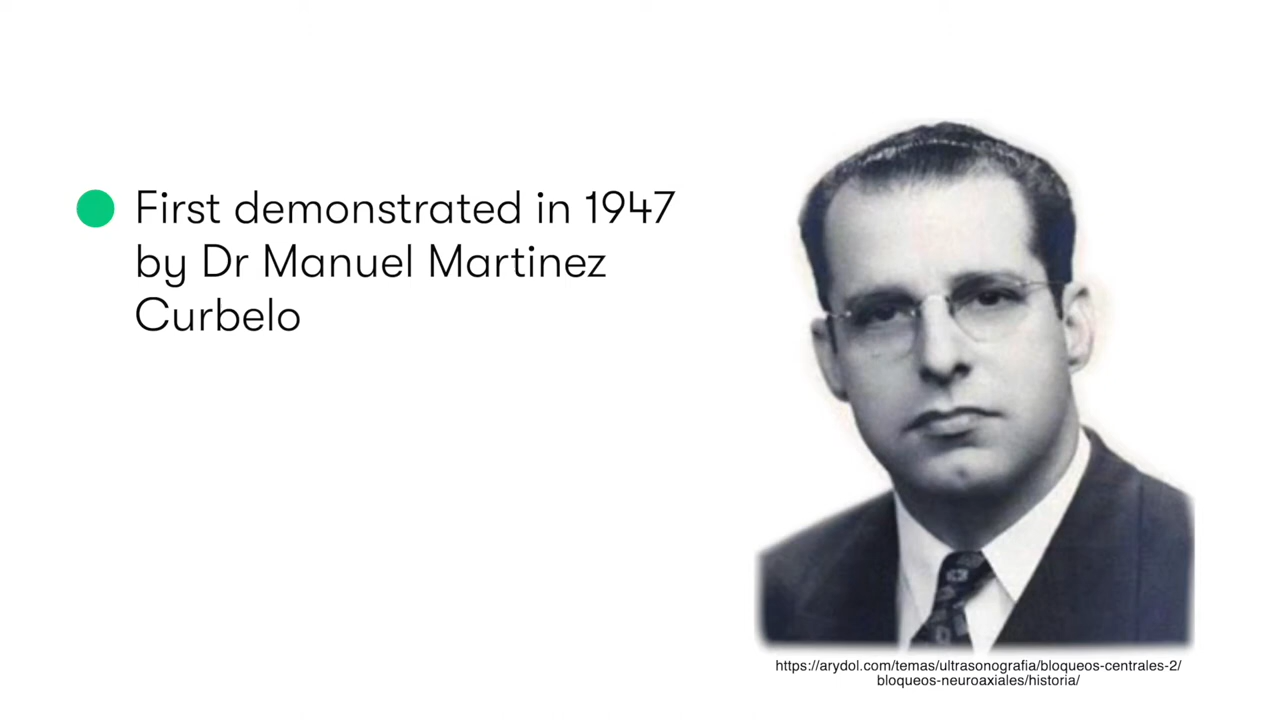 First demonstrated in 1947
by Dr Manuel Martinez
Curbelo
https://arydol.com/temas/ultrasonografia/bloqueos-centrales-2/
bloqueos-neuroaxiales/historia/